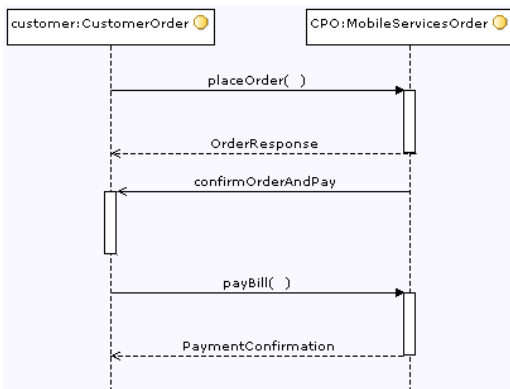 customer:CustomerOrder
CPO:MobileServicesOrder
placeOrder( )
OrderResponse
confirmOrderAndPay
payBill( )
PaymentConfirmation